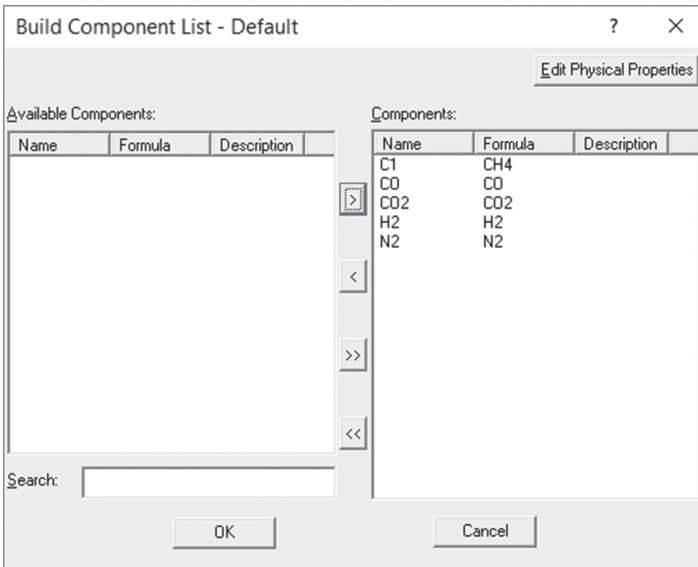 Build Component List - Default ? ×
Edit Physical Properties
Available Components: Components:
Name Formula Description Name Formula Description
C1 CH4
CO CO
> CO2 CO2
H2 H2
N2 N2
<
>>
<<
Search:
OK Cancel